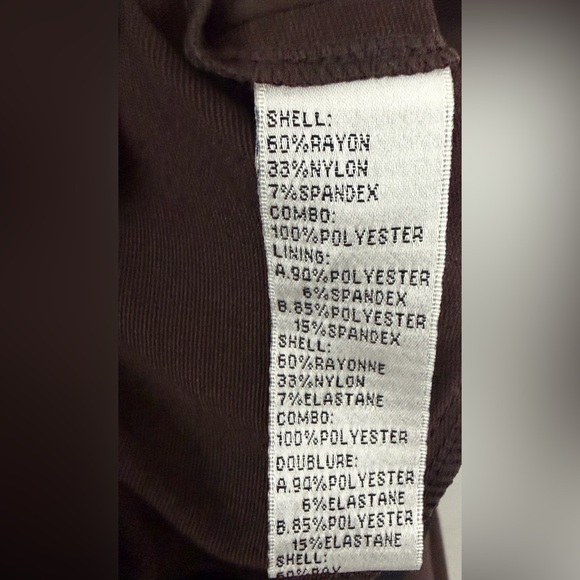 SHELL:
60%RAYON
33%NYLON
7%SPANDEX
COMBO:
100%POLYESTER
LINING:
A.94%POLYESTER
6%SPANDEX
B.85%POLYESTER
15%SPANDEX
SHELL:
60%RAYONNE
33%NYLON
7%ELASTANE
COMBO:
100%POLYESTER
DOUBLURE:
A.94%POLYESTER
6%ELASTANE
B.85%POLYESTER
15%ELASTANE
SHELL: